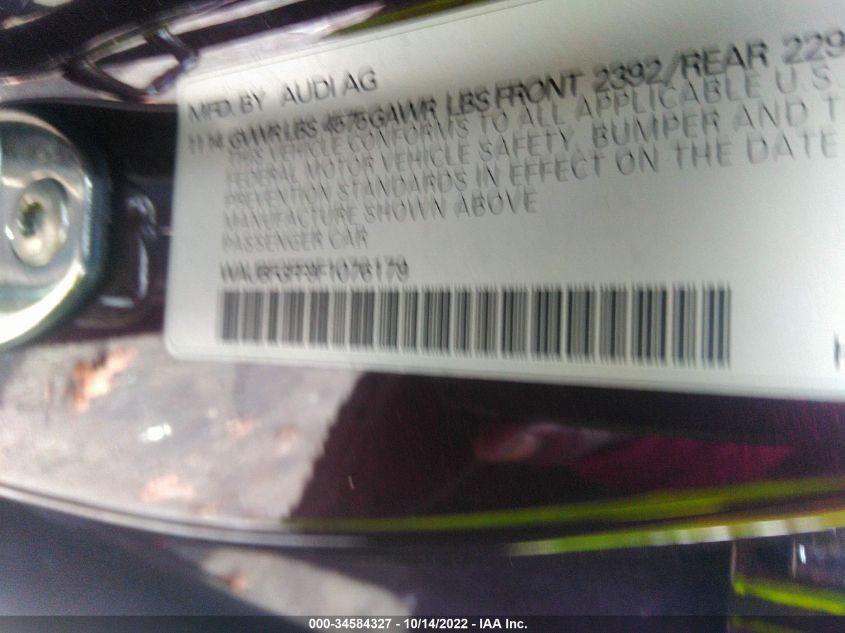 MFD. BY AUDI AG
11 14 GVWR LBS 4575 GAWR LBS FRONT 2392/REAR 229
THIS VEHICLE CONFORMS TO ALL APPLICABLE U.S.
FEDERAL MOTOR VEHICLE SAFETY, BUMPER AND T
PREVENTION STANDARDS IN EFFECT ON THE DATE
MANUFACTURE SHOWN ABOVE
PASSENGER CAR
000-34584327 - 10/14/2022 - IAA Inc.